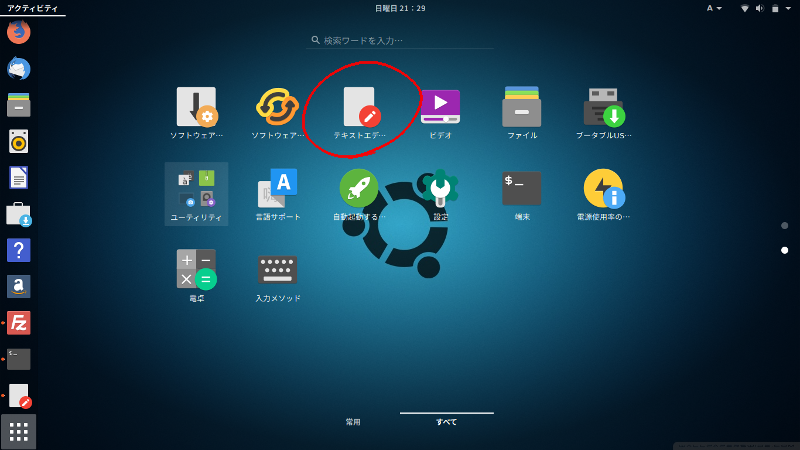 アクティビティ
日曜日 21：29
A
検索ワードを入力…
ソフトウェア…
ソフトウェア…
テキストエデ…
ビデオ
ファイル
ブータブルUS…
ユーティリティ
言語サポート
自動起動する…
設定
端末
電源使用率の…
電卓
入力メソッド
常用
すべて